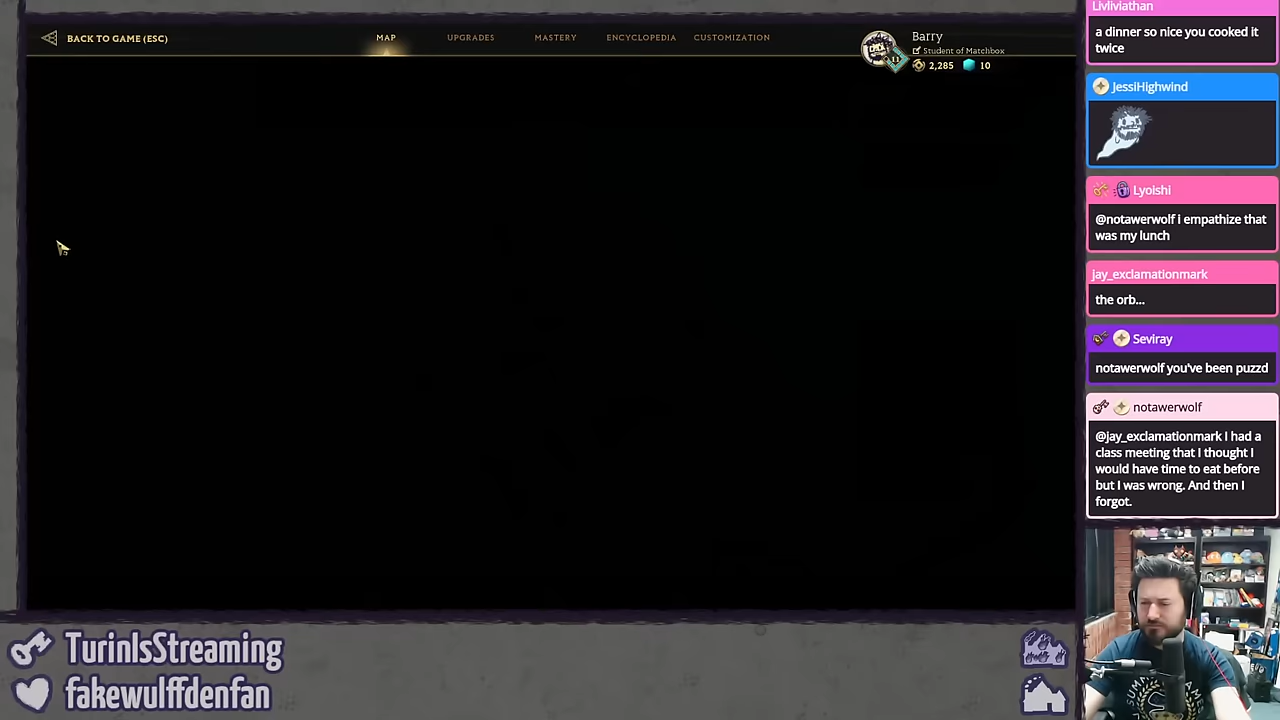 BACK TO GAME (ESC)
MAP
UPGRADES
MASTERY
ENCYCLOPEDIA
CUSTOMIZATION
Barry
Student of Matchbox
11
2,285
10
Livliviathan
a dinner so nice you cooked it
twice
JessiHighwind
Lyoishi
@notawerwolf i empathize that
was my lunch
jay_exclamationmark
the orb...
Seviray
notawerwolf you've been puzzd
notawerwolf
@jay_exclamationmark I had a
class meeting that I thought I
would have time to eat before
but I was wrong. And then I
forgot.
TurinIsStreaming
fakewulffdenfan